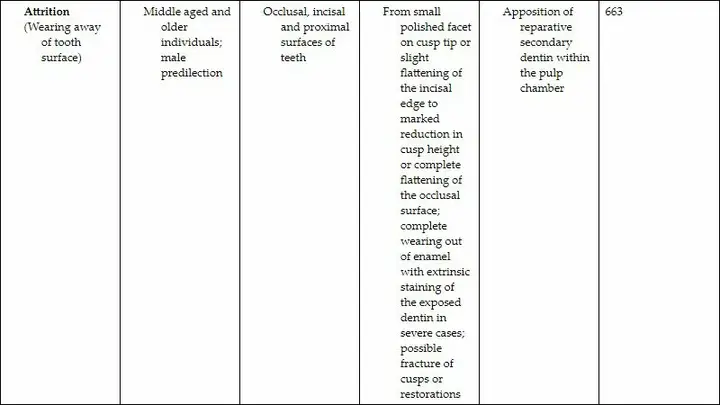 Attrition
(Wearing away
of tooth
surface)
Middle aged and
older
individuals;
male
predilection
Occlusal, incisal
and proximal
surfaces of
teeth
From small
polished facet
on cusp tip or
slight
flattening of
the incisal
edge to
marked
reduction in
cusp height
or complete
flattening of
the occlusal
surface;
complete
wearing out
of enamel
with extrinsic
staining of
the exposed
dentin in
severe cases;
possible
fracture of
cusps or
restorations
Apposition of
reparative
secondary
dentin within
the pulp
chamber
663